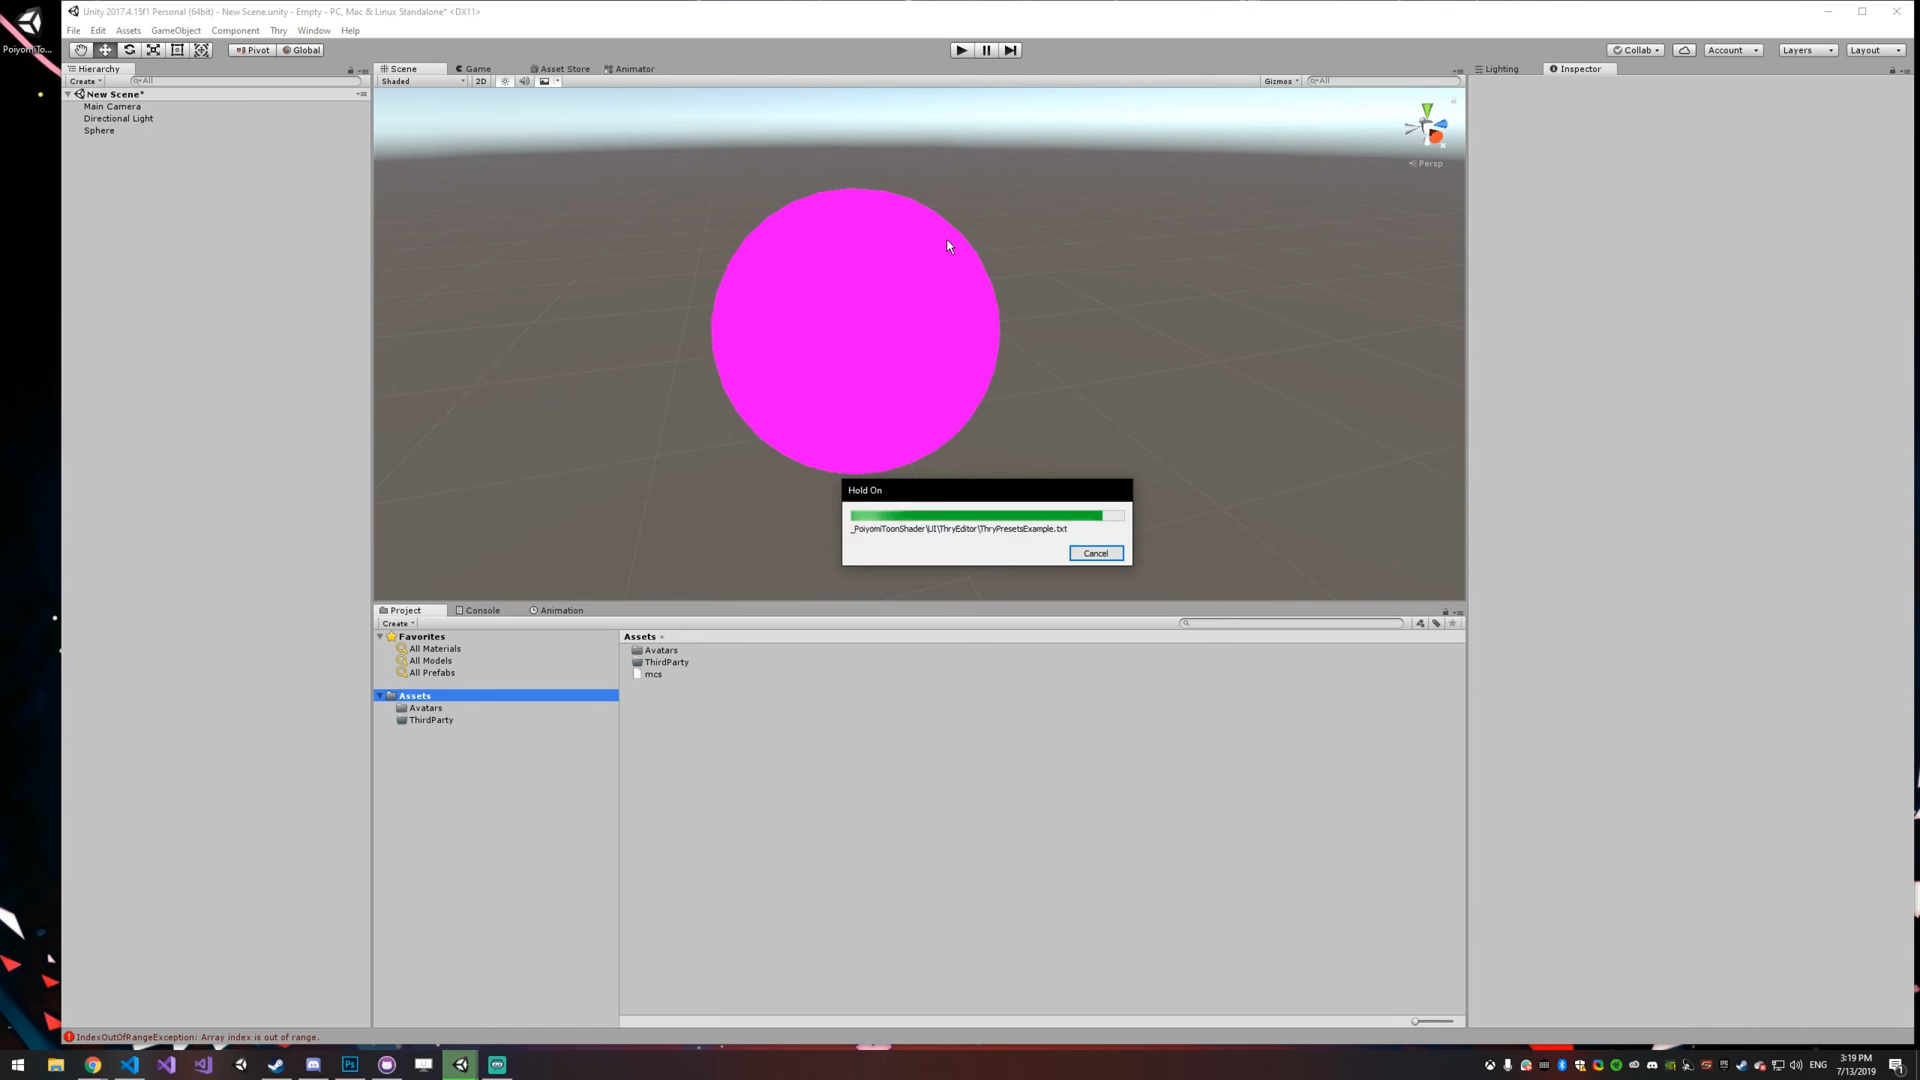 PoiyomiTo...
Unity 2017.4.15f1 Personal (64bit) - New Scene.unity - Empty - PC, Mac & Linux Standalone* <DX11>
File Edit Assets GameObject Component Thry Window Help
Pivot Global Collab Account Layers Layout
Hierarchy
Create All
New Scene*
Main Camera
Directional Light
Sphere
Scene Game Asset Store Animator
Shaded 2D Gizmos All
Persp
Lighting Inspector
Hold On
_PoiyomiToonShader\UI\ThryEditor\ThryPresetsExample.txt
Cancel
Project Console Animation
Create
Favorites
All Materials
All Models
All Prefabs
Assets
Avatars
ThirdParty
Assets
Avatars
ThirdParty
mcs
IndexOutOfRangeException: Array index is out of range.
Ps
ENG
3:19 PM
7/13/2019